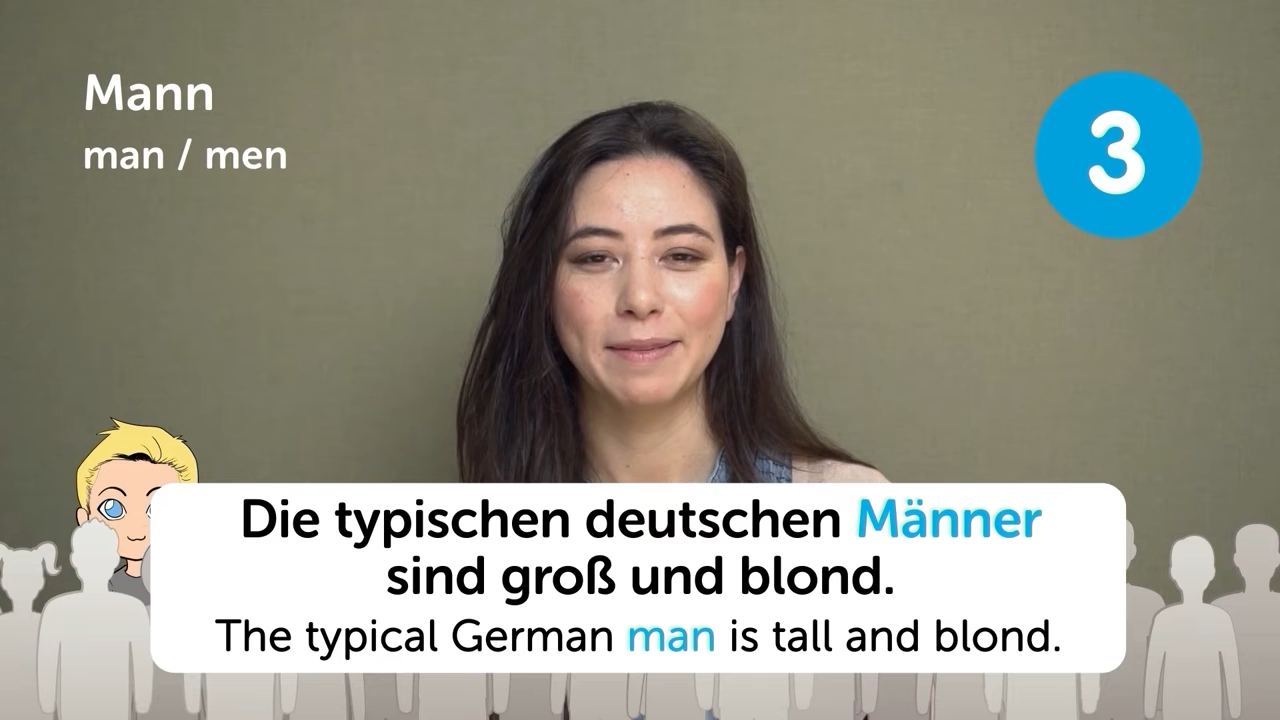 Mann
man / men
3
Die typischen deutschen Männer
sind groß und blond.
The typical German man is tall and blond.